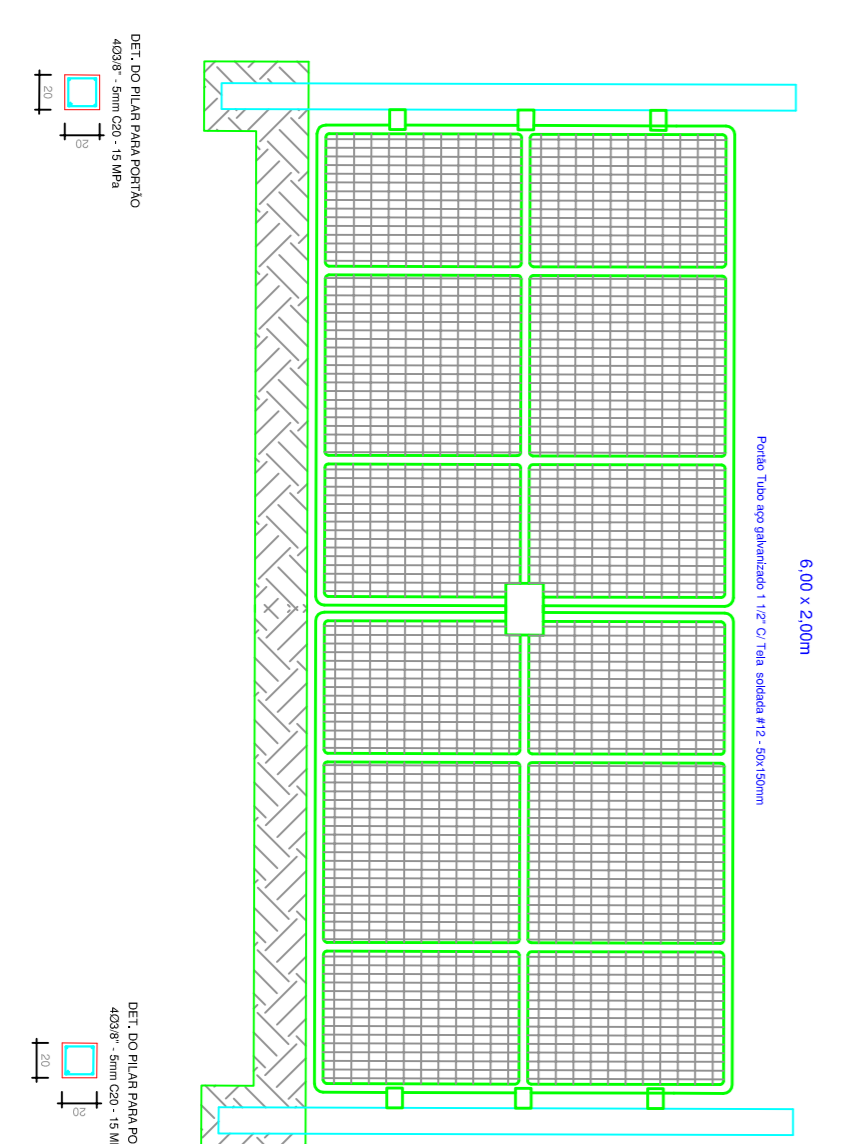 6,00 x 2,00m
Portão Tubo aço galvanizado 1 1/2" C/ Tela soldada #12 - 50x150mm
DET. DO PILAR PARA PORTÃO
4Ø3/8" - 5mm C20 - 15 MPa
20
20
DET. DO PILAR PARA PO
4Ø3/8" - 5mm C20 - 15 M
20
20